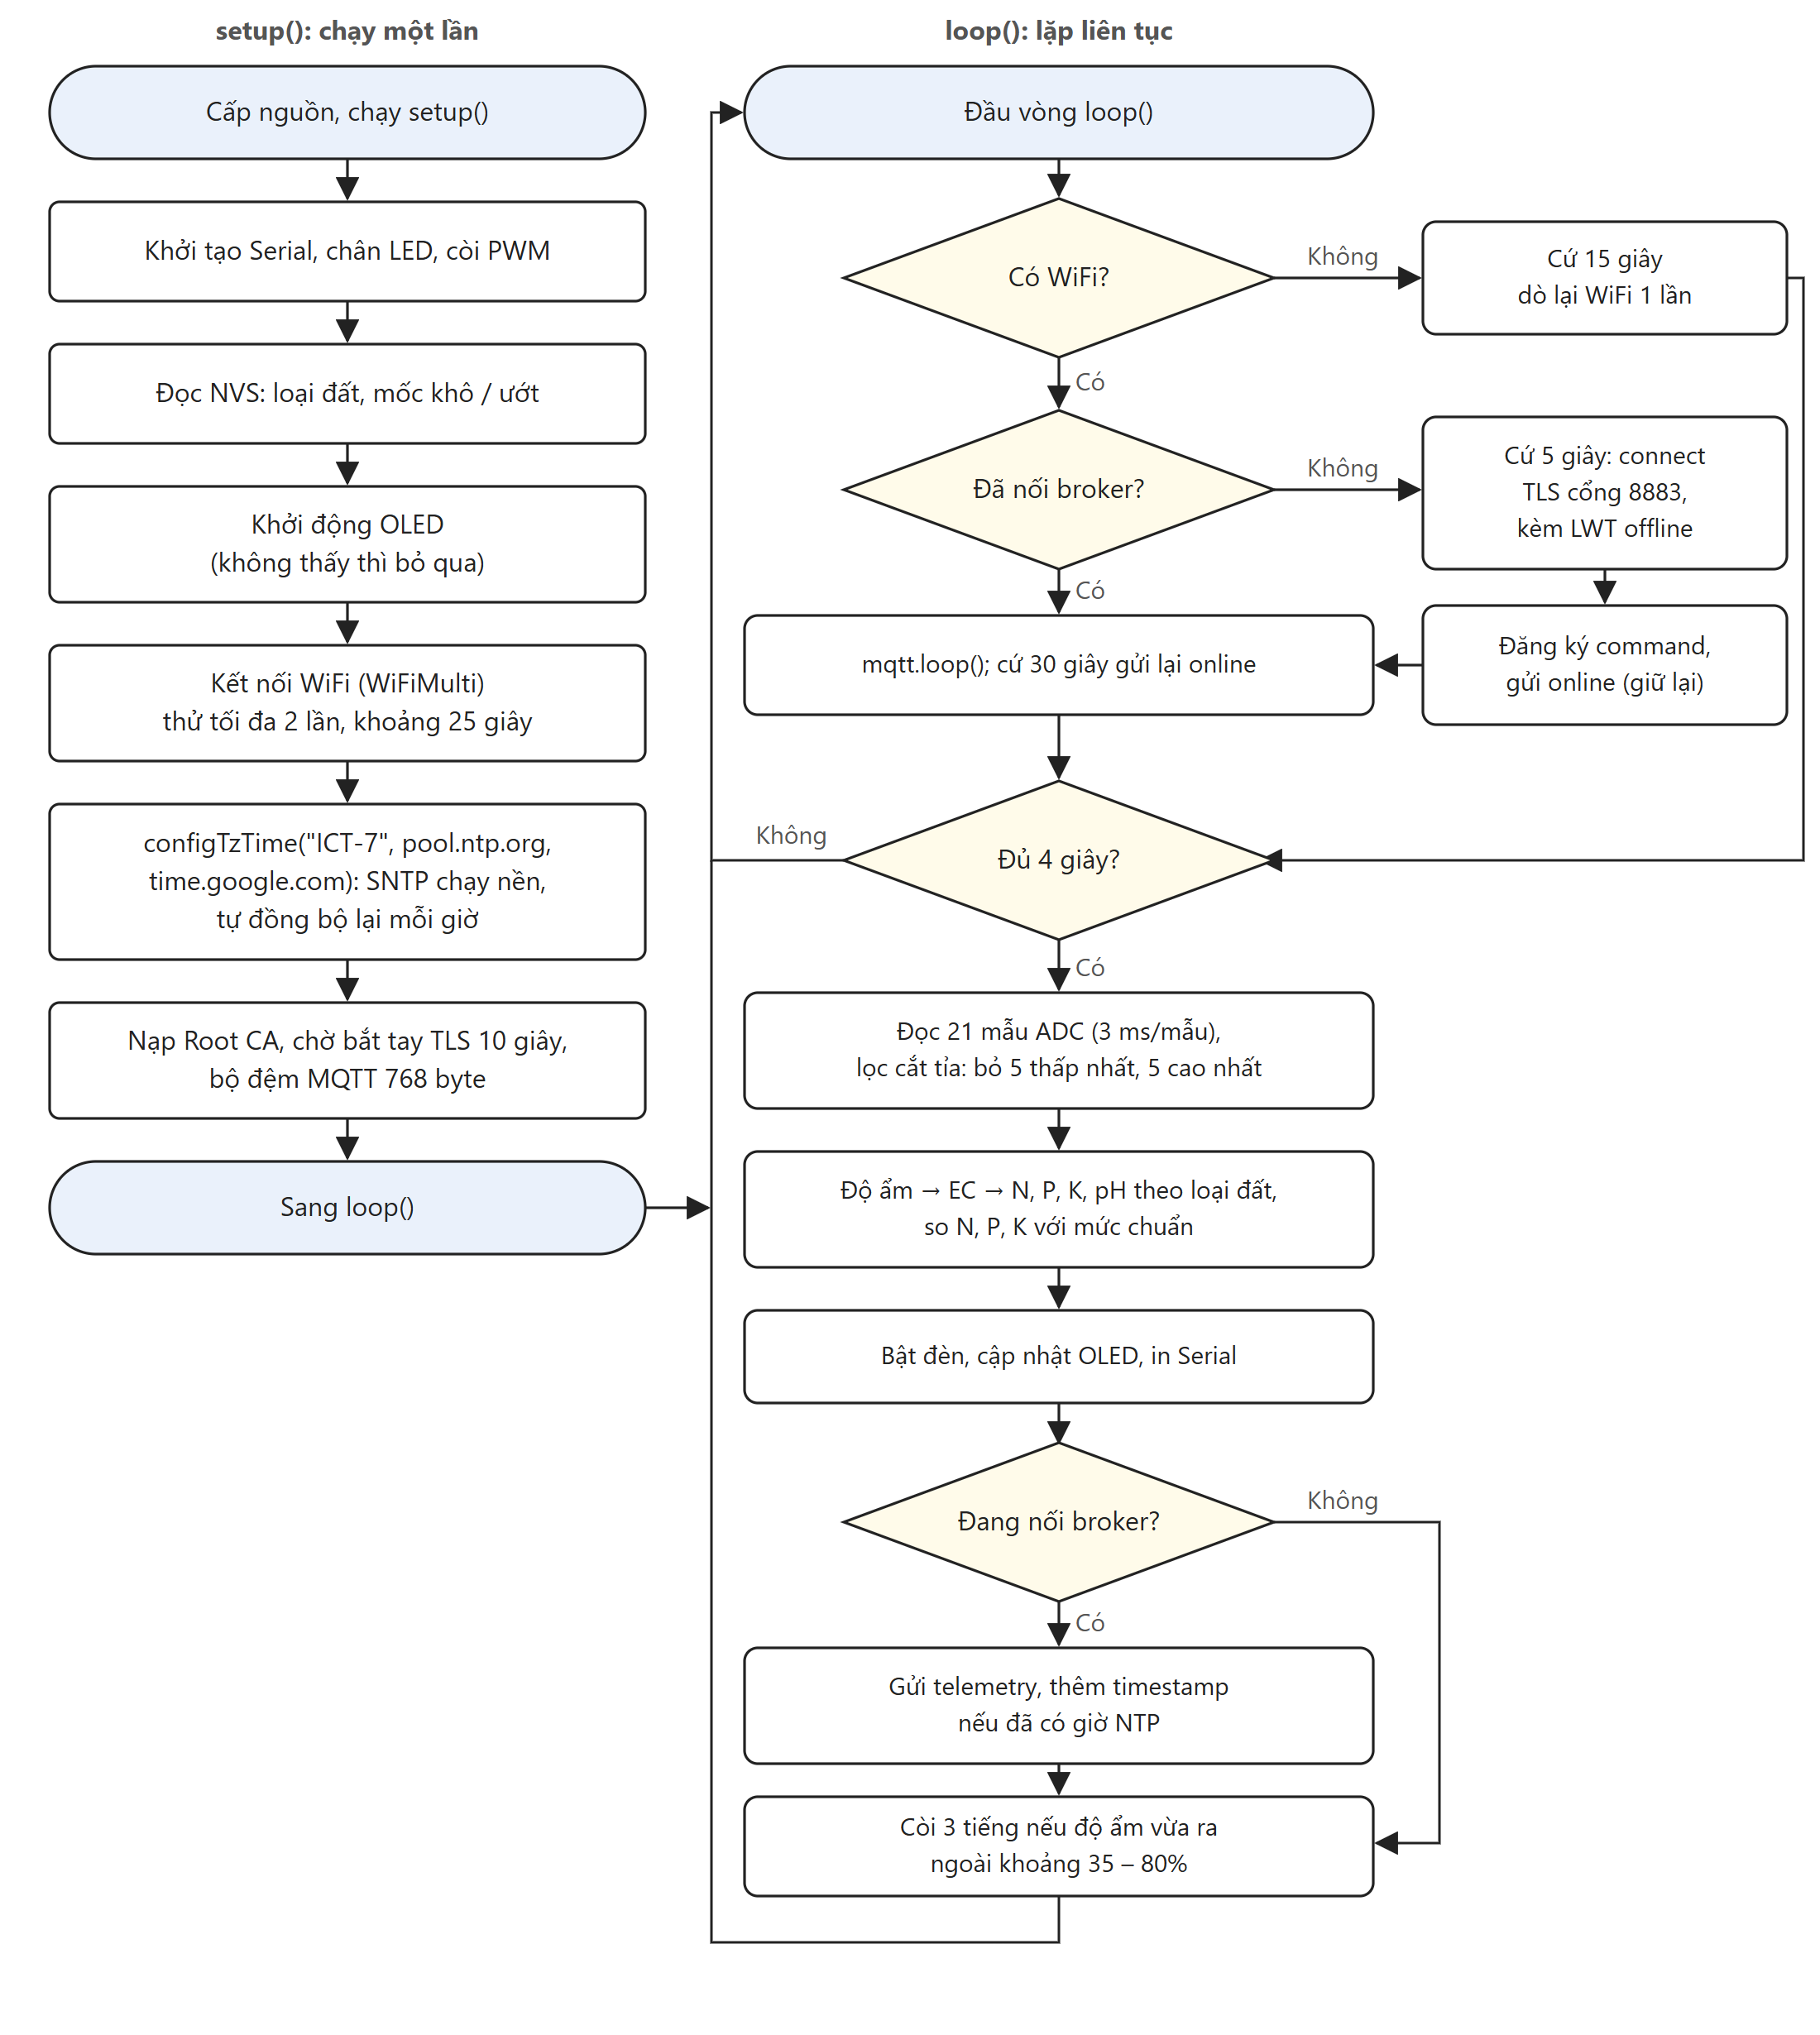 setup(): chạy một lần
Cấp nguồn, chạy setup()
Khởi tạo Serial, chân LED, còi PWM
Đọc NVS: loại đất, mốc khô / ướt
Khởi động OLED
(không thấy thì bỏ qua)
Kết nối WiFi (WiFiMulti)
thử tối đa 2 lần, khoảng 25 giây
configTzTime("ICT-7", pool.ntp.org,
time.google.com): SNTP chạy nền,
tự đồng bộ lại mỗi giờ
Nạp Root CA, chờ bắt tay TLS 10 giây,
bộ đệm MQTT 768 byte
Sang loop()
loop(): lặp liên tục
Đầu vòng loop()
Có WiFi?
Không
Cứ 15 giây
dò lại WiFi 1 lần
Có
Đã nối broker?
Không
Cứ 5 giây: connect
TLS cổng 8883,
kèm LWT offline
Có
Đăng ký command,
gửi online (giữ lại)
mqtt.loop(); cứ 30 giây gửi lại online
Không
Đủ 4 giây?
Có
Đọc 21 mẫu ADC (3 ms/mẫu),
lọc cắt tỉa: bỏ 5 thấp nhất, 5 cao nhất
Độ ẩm → EC → N, P, K, pH theo loại đất,
so N, P, K với mức chuẩn
Bật đèn, cập nhật OLED, in Serial
Đang nối broker?
Không
Có
Gửi telemetry, thêm timestamp
nếu đã có giờ NTP
Còi 3 tiếng nếu độ ẩm vừa ra
ngoài khoảng 35 – 80%